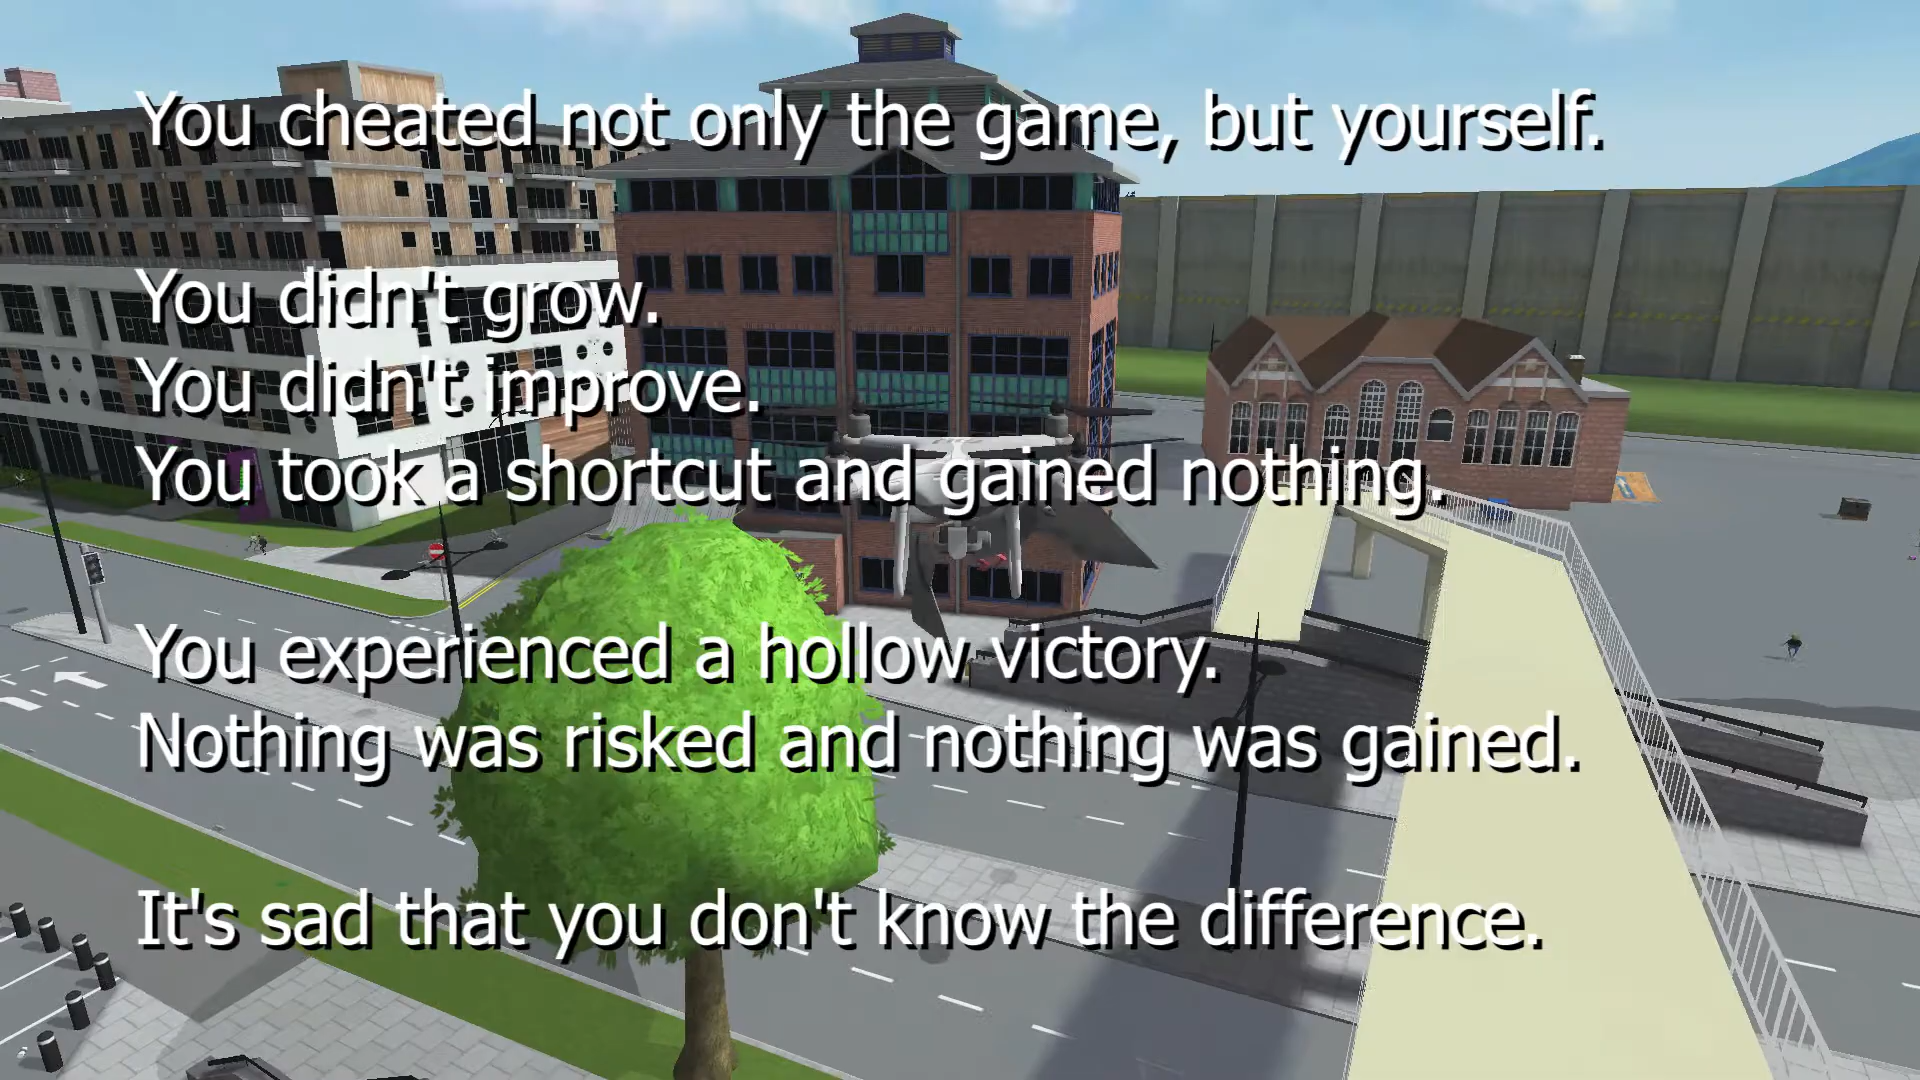 You cheated not only the game, but yourself.
You didn't grow.
You didn't improve.
You took a shortcut and gained nothing.
You experienced a hollow victory.
Nothing was risked and nothing was gained.
It's sad that you don't know the difference.